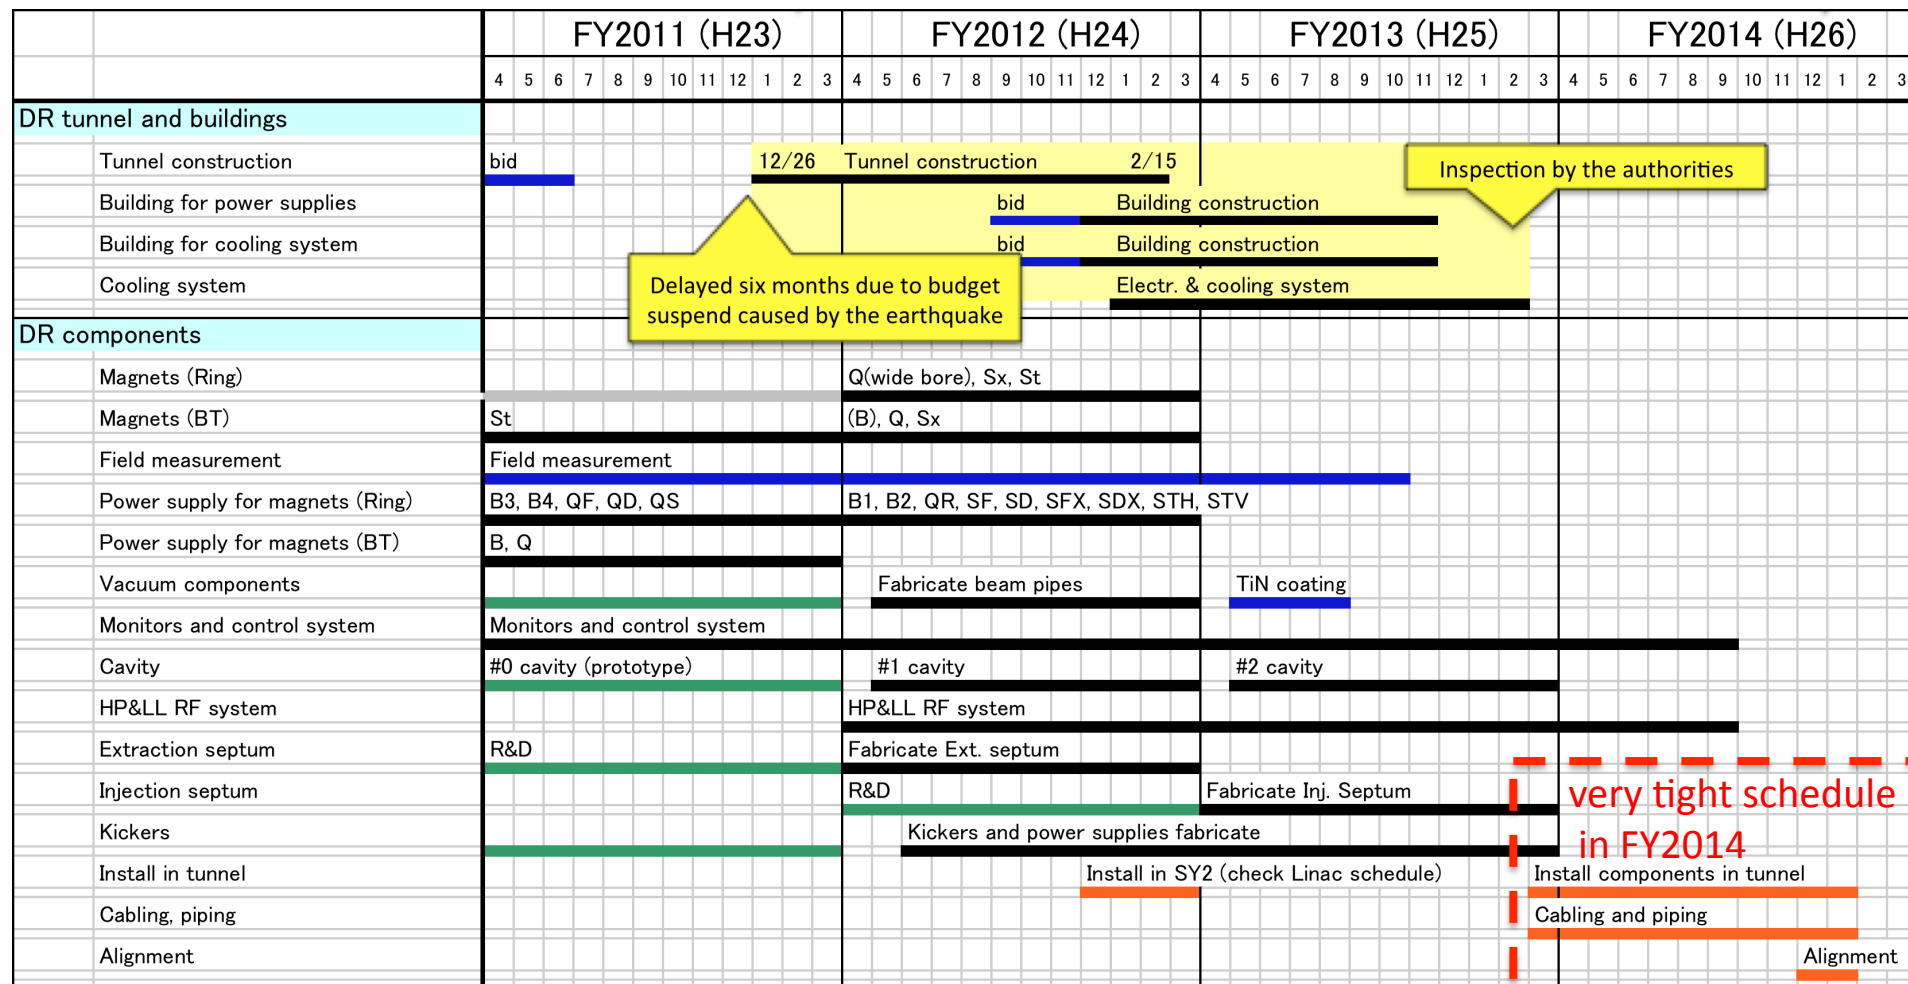 FY2011 (H23) FY2012 (H24) FY2013 (H25) FY2014 (H26)
4 5 6 7 8 9 10 11 12 1 2 3 4 5 6 7 8 9 10 11 12 1 2 3 4 5 6 7 8 9 10 11 12 1 2 3 4 5 6 7 8 9 10 11 12 1 2 3
DR tunnel and buildings
Tunnel construction bid 12/26 Tunnel construction 2/15
Inspection by the authorities
Building for power supplies bid Building construction
Building for cooling system bid Building construction
Cooling system Electr. & cooling system
Delayed six months due to budget
suspend caused by the earthquake
DR components
Magnets (Ring) Q(wide bore), Sx, St
Magnets (BT) St (B), Q, Sx
Field measurement Field measurement
Power supply for magnets (Ring) B3, B4, QF, QD, QS B1, B2, QR, SF, SD, SFX, SDX, STH, STV
Power supply for magnets (BT) B, Q
Vacuum components Fabricate beam pipes TiN coating
Monitors and control system Monitors and control system
Cavity #0 cavity (prototype) #1 cavity #2 cavity
HP&LL RF system HP&LL RF system
Extraction septum R&D Fabricate Ext. septum
Injection septum R&D Fabricate Inj. Septum
very tight schedule
in FY2014
Kickers Kickers and power supplies fabricate
Install in tunnel Install in SY2 (check Linac schedule) Install components in tunnel
Cabling, piping Cabling and piping
Alignment Alignment